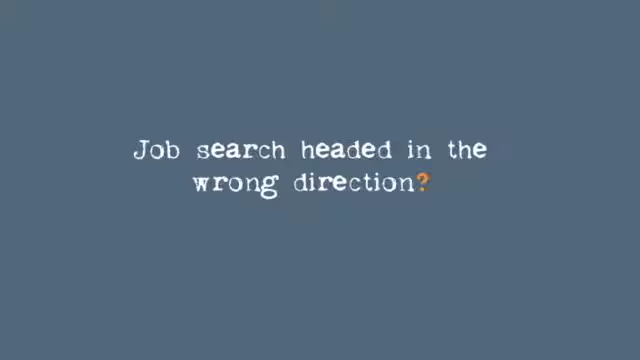 Job search headed in the
wrong direction?